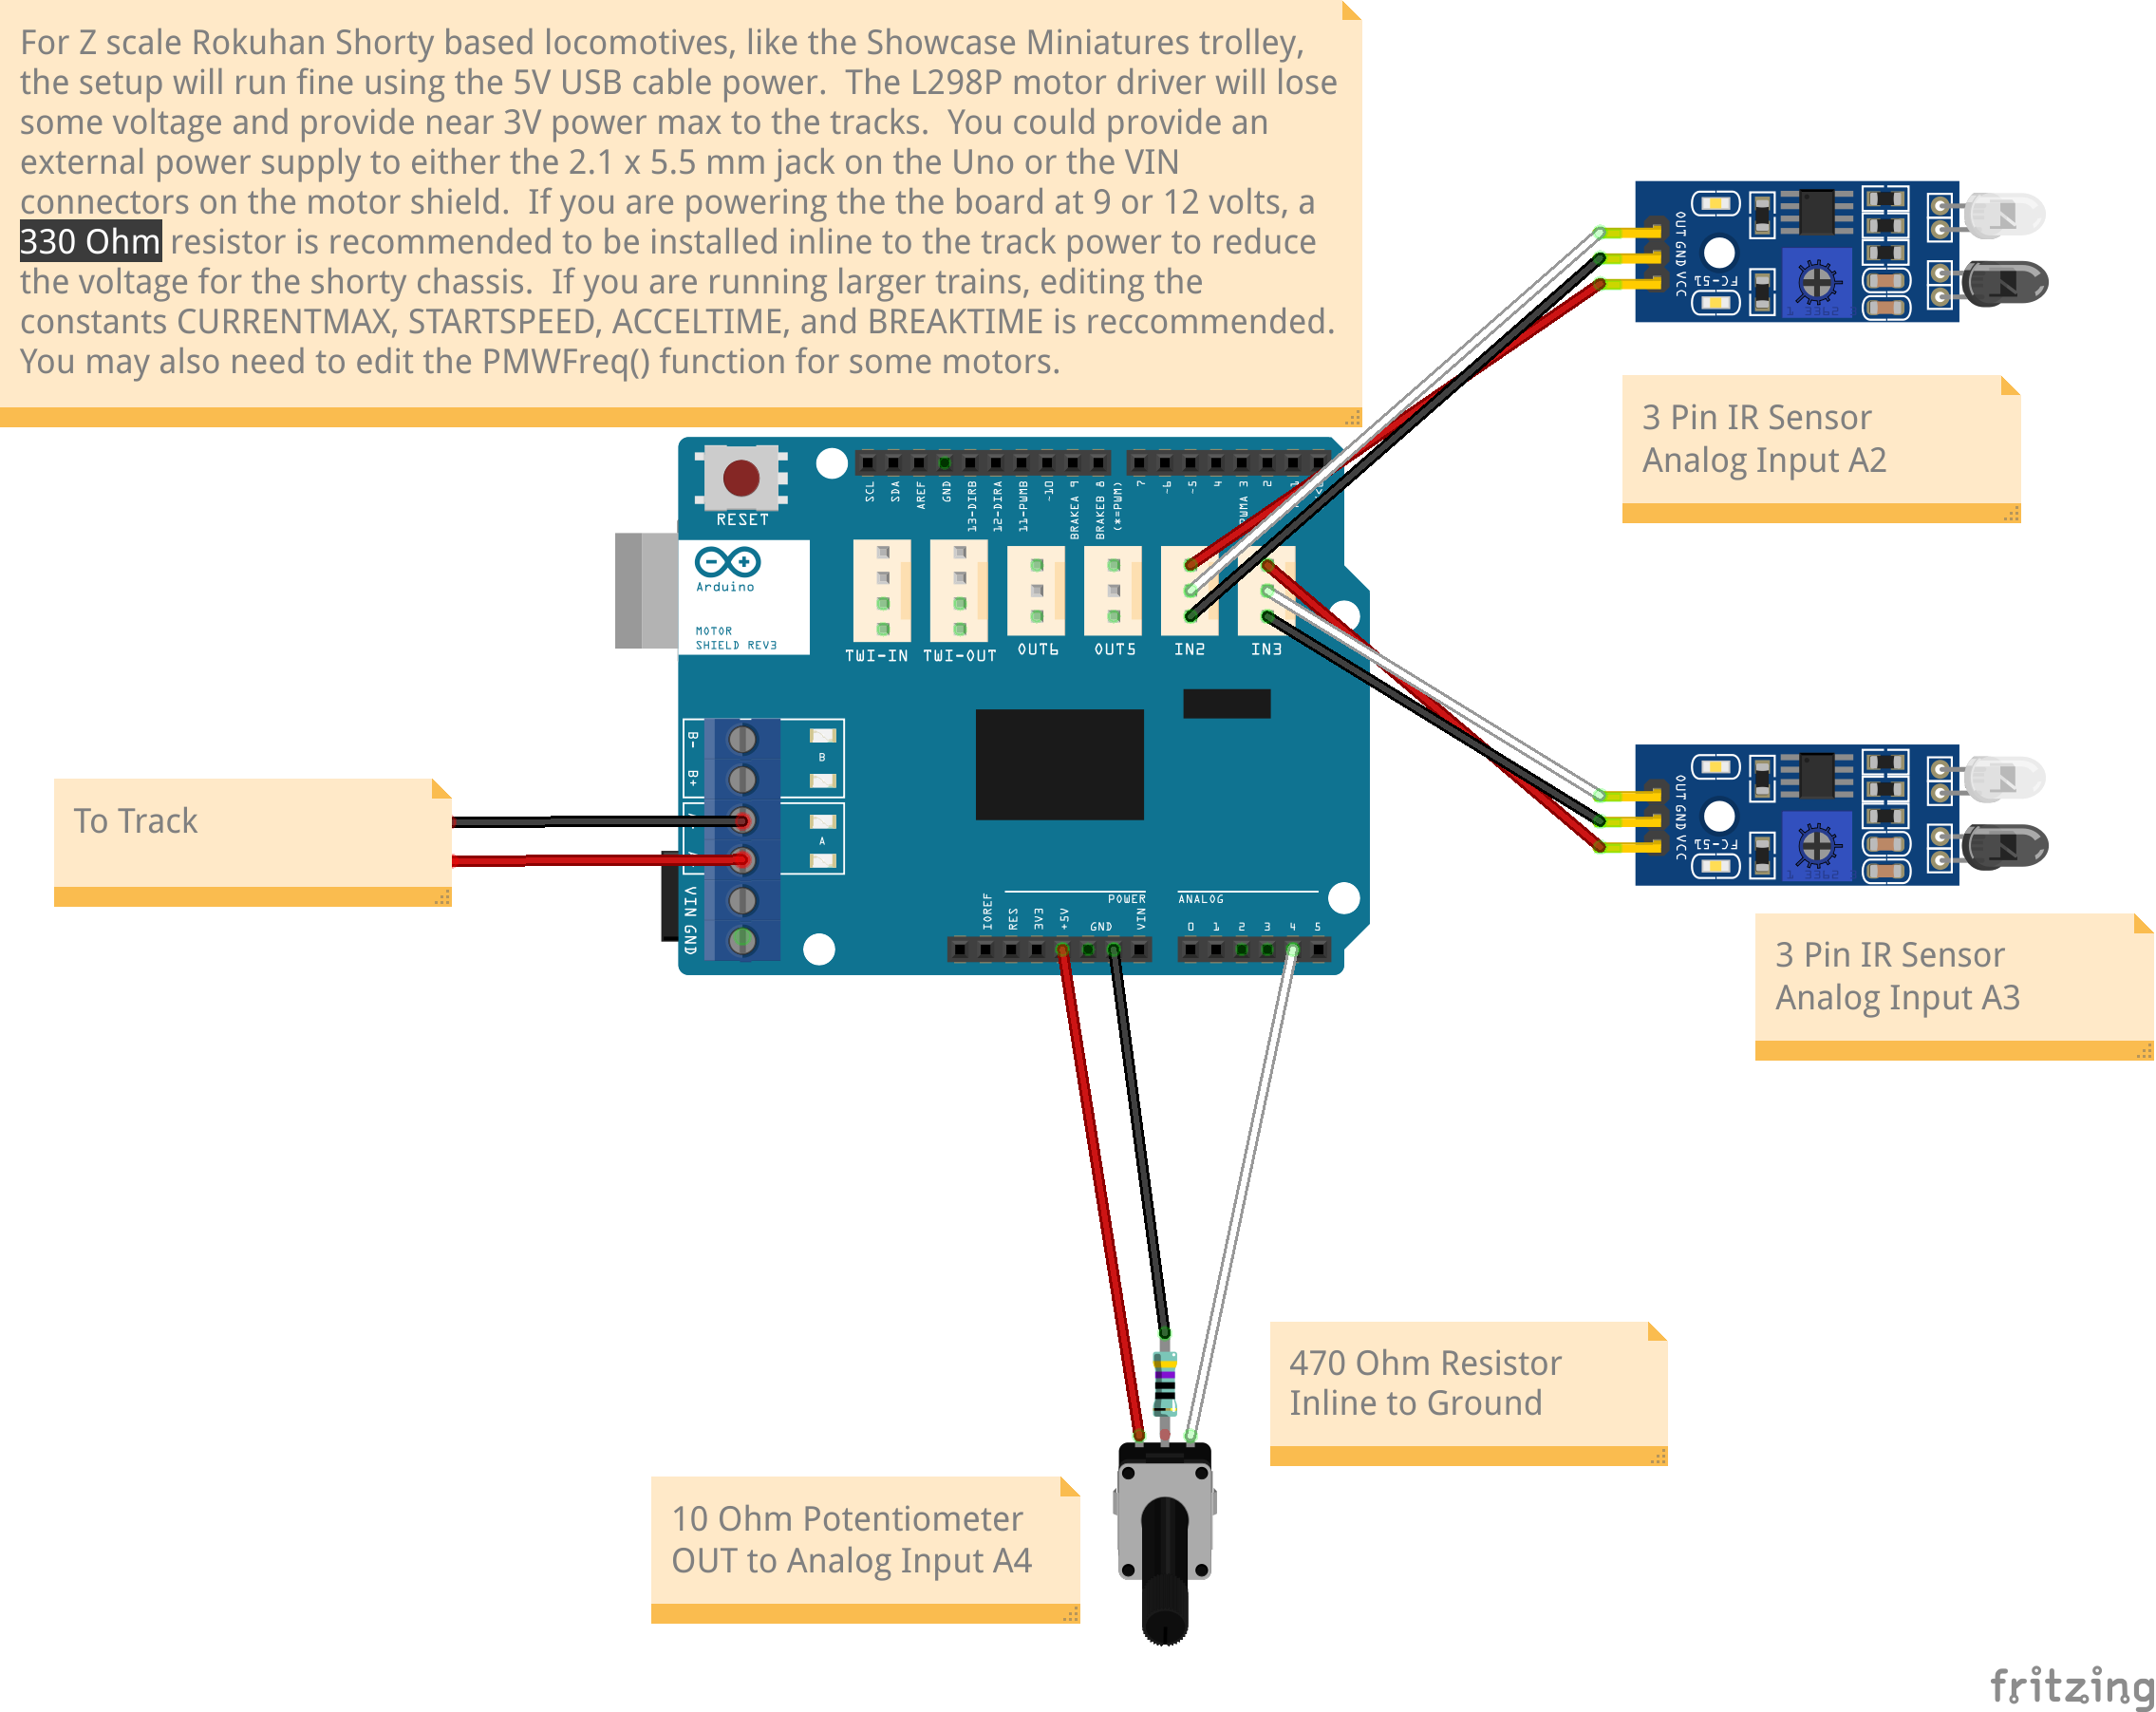 For Z scale Rokuhan Shorty based locomotives, like the Showcase Miniatures trolley,
the setup will run fine using the 5V USB cable power.  The L298P motor driver will lose
some voltage and provide near 3V power max to the tracks.  You could provide an
external power supply to either the 2.1 x 5.5 mm jack on the Uno or the VIN
connectors on the motor shield.  If you are powering the the board at 9 or 12 volts, a
330 Ohm resistor is recommended to be installed inline to the track power to reduce
the voltage for the shorty chassis.  If you are running larger trains, editing the
constants CURRENTMAX, STARTSPEED, ACCELTIME, and BREAKTIME is reccommended.
You may also need to edit the PMWFreq() function for some motors.
OUT GND VCC
FC-51
1 3362
3 Pin IR Sensor
Analog Input A2
RESET
SCL
SDA
AREF
GND
13-DIRB
12-DIRA
11-PWMB
~10
BRAKEA 9
BRAKEB 8
(*=PWM)
7
~6
~5
4
PWMA 3
2
1
Arduino
MOTOR
SHIELD REV3
TWI-IN
TWI-OUT
OUT6
OUT5
IN2
IN3
B-
B+
B
A
VIN
GND
To Track
OUT GND VCC
FC-51
1 3362
3 Pin IR Sensor
Analog Input A3
POWER
ANALOG
IOREF
RES
3V3
+5V
GND
VIN
0
1
2
3
4
5
470 Ohm Resistor
Inline to Ground
10 Ohm Potentiometer
OUT to Analog Input A4
fritzing